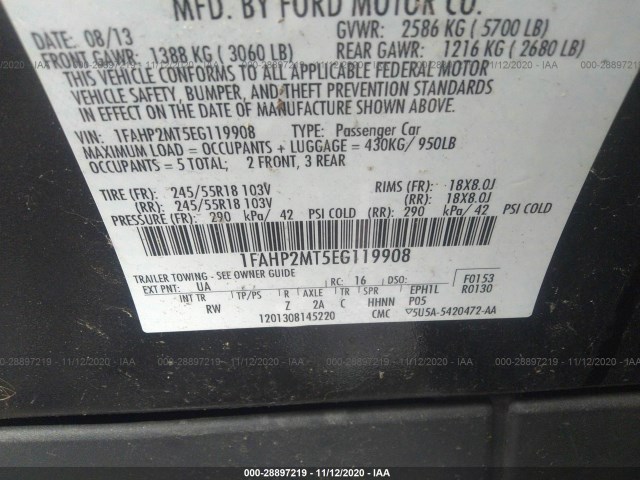 MFD. BY FORD MOTOR CO.
DATE: 08/13 GVWR: 2586 KG ( 5700 LB)
FRONT GAWR: 1388 KG ( 3060 LB) REAR GAWR: 1216 KG ( 2680 LB)
THIS VEHICLE CONFORMS TO ALL APPLICABLE FEDERAL MOTOR
VEHICLE SAFETY, BUMPER, AND THEFT PREVENTION STANDARDS
IN EFFECT ON THE DATE OF MANUFACTURE SHOWN ABOVE.
VIN: 1FAHP2MT5EG119908 TYPE: Passenger Car
MAXIMUM LOAD = OCCUPANTS + LUGGAGE = 430KG/ 950LB
OCCUPANTS = 5 TOTAL; 2 FRONT, 3 REAR
TIRE (FR): 245/55R18 103V RIMS (FR): 18X8.0J
(RR): 245/55R18 103V (RR): 18X8.0J
PRESSURE (FR): 290 kPa/ 42 PSI COLD (RR): 290 kPa/ 42 PSI COLD
1FAHP2MT5EG119908
TRAILER TOWING - SEE OWNER GUIDE
EXT PNT: UA RC: 16 DSO: F0153
R0130
INT TR TP/PS R AXLE TR SPR EPH1L
RW Z 2A C HHNN P05
1201308145220 CMC 5U5A-5420472-AA
000-28897219 - 11/12/2020 - IAA